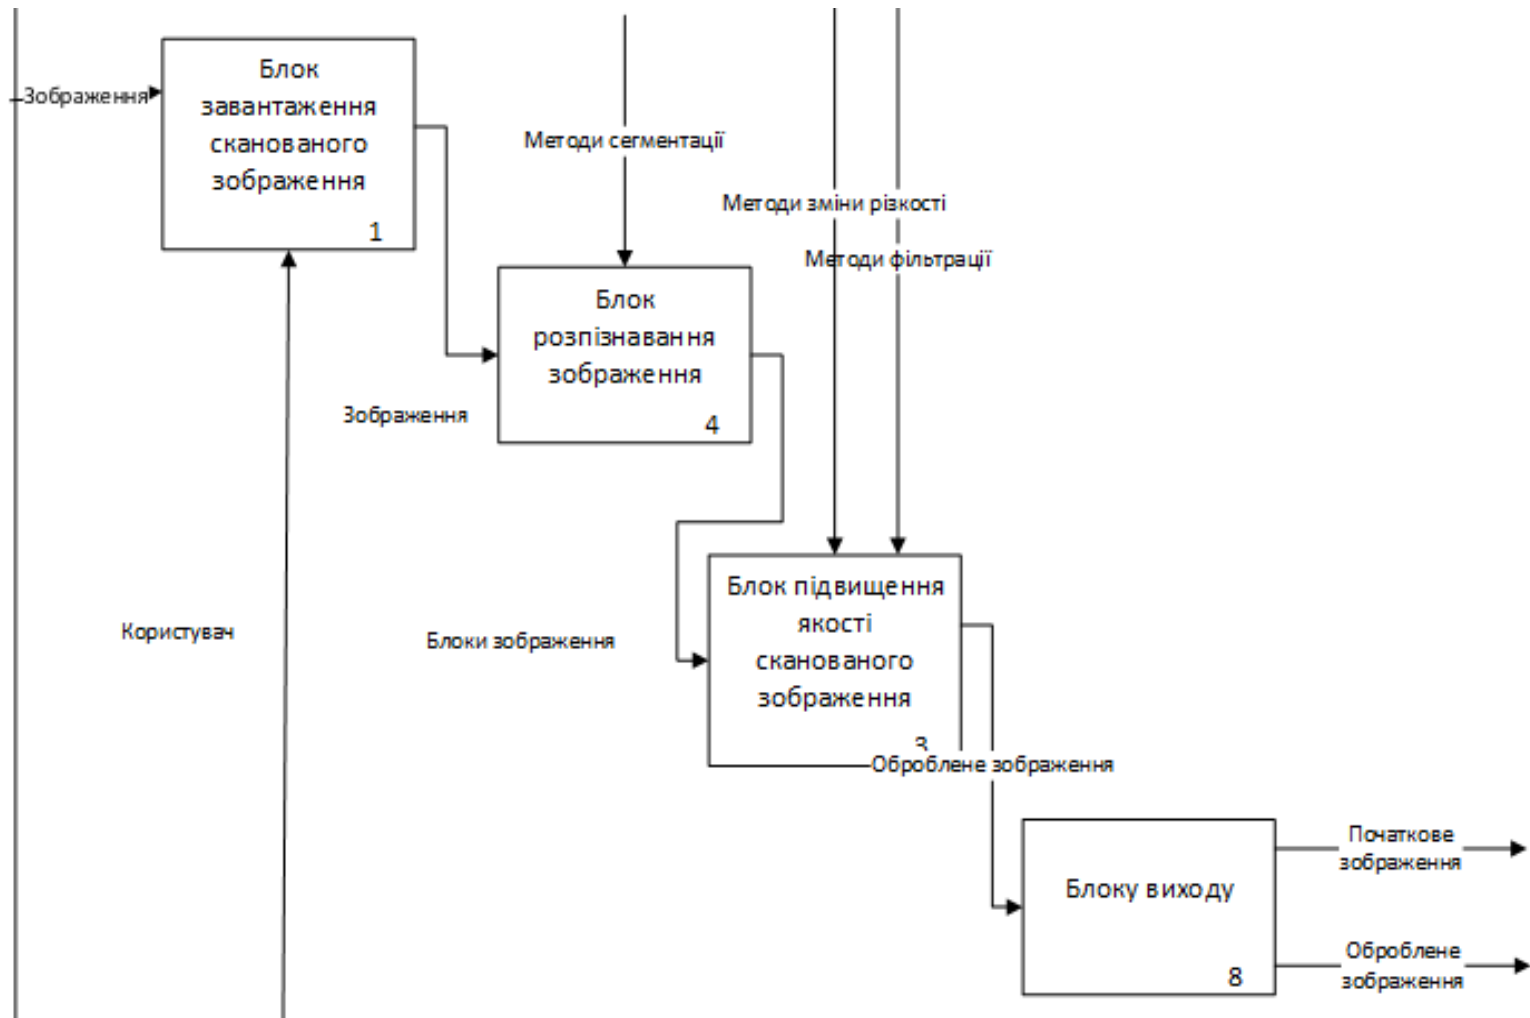 Блок
завантаження
сканованого
зображення
1
Зображення
Методи сегментації
Методи зміни різкості
Методи фільтрації
Блок
розпізнавання
зображення
4
Зображення
Користувач
Блоки зображення
Блок підвищення
якості
сканованого
зображення
3
Оброблене зображення
Блоку виходу
8
Початкове
зображення
Оброблене
зображення